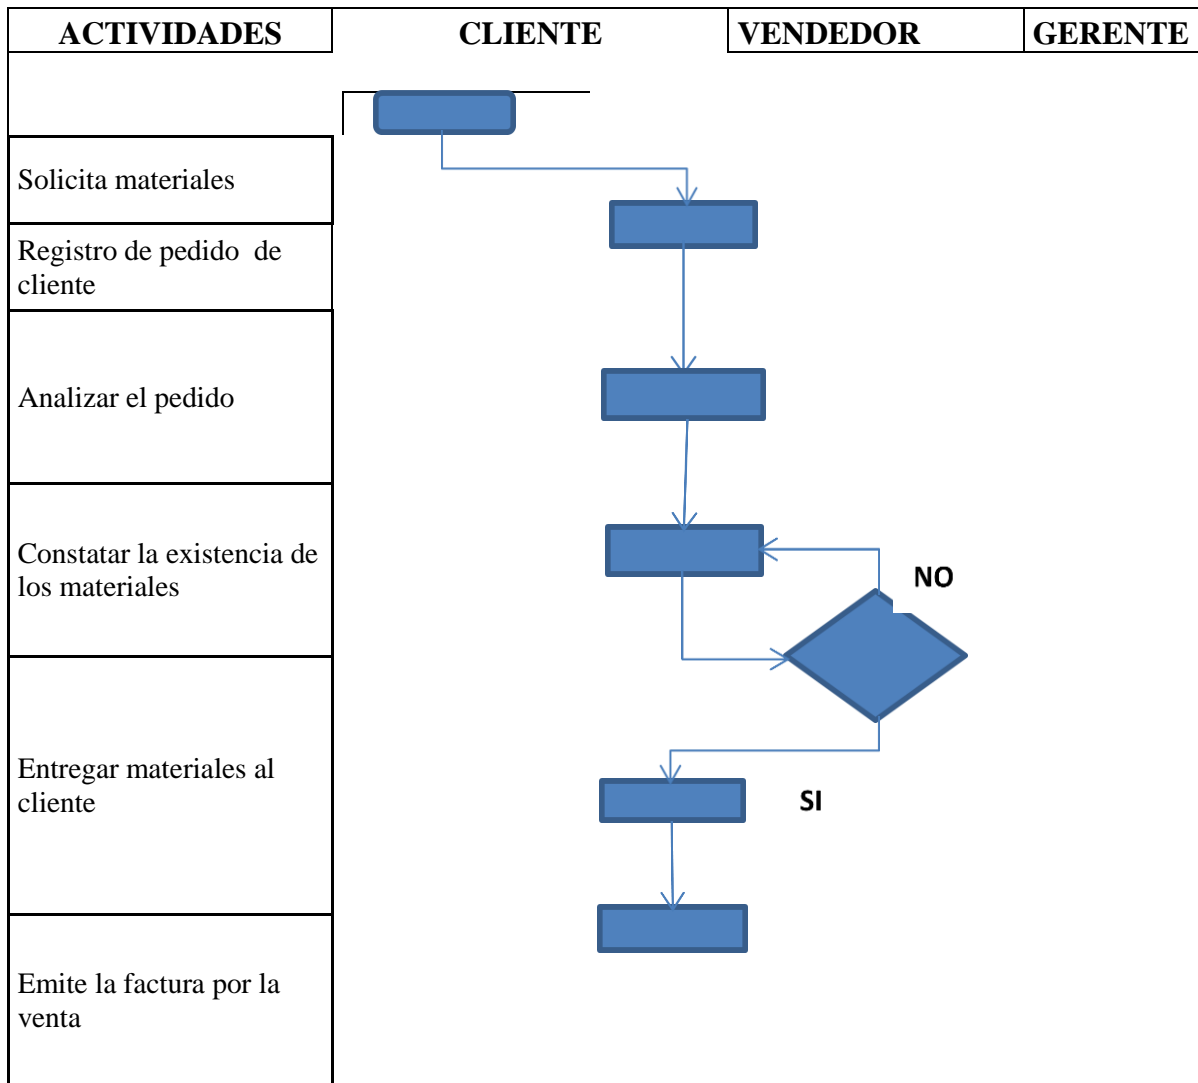 ACTIVIDADES CLIENTE VENDEDOR GERENTE
Solicita materiales
Registro de pedido de
cliente
Analizar el pedido
Constatar la existencia de
los materiales
NO
Entregar materiales al
cliente
SI
Emite la factura por la
venta